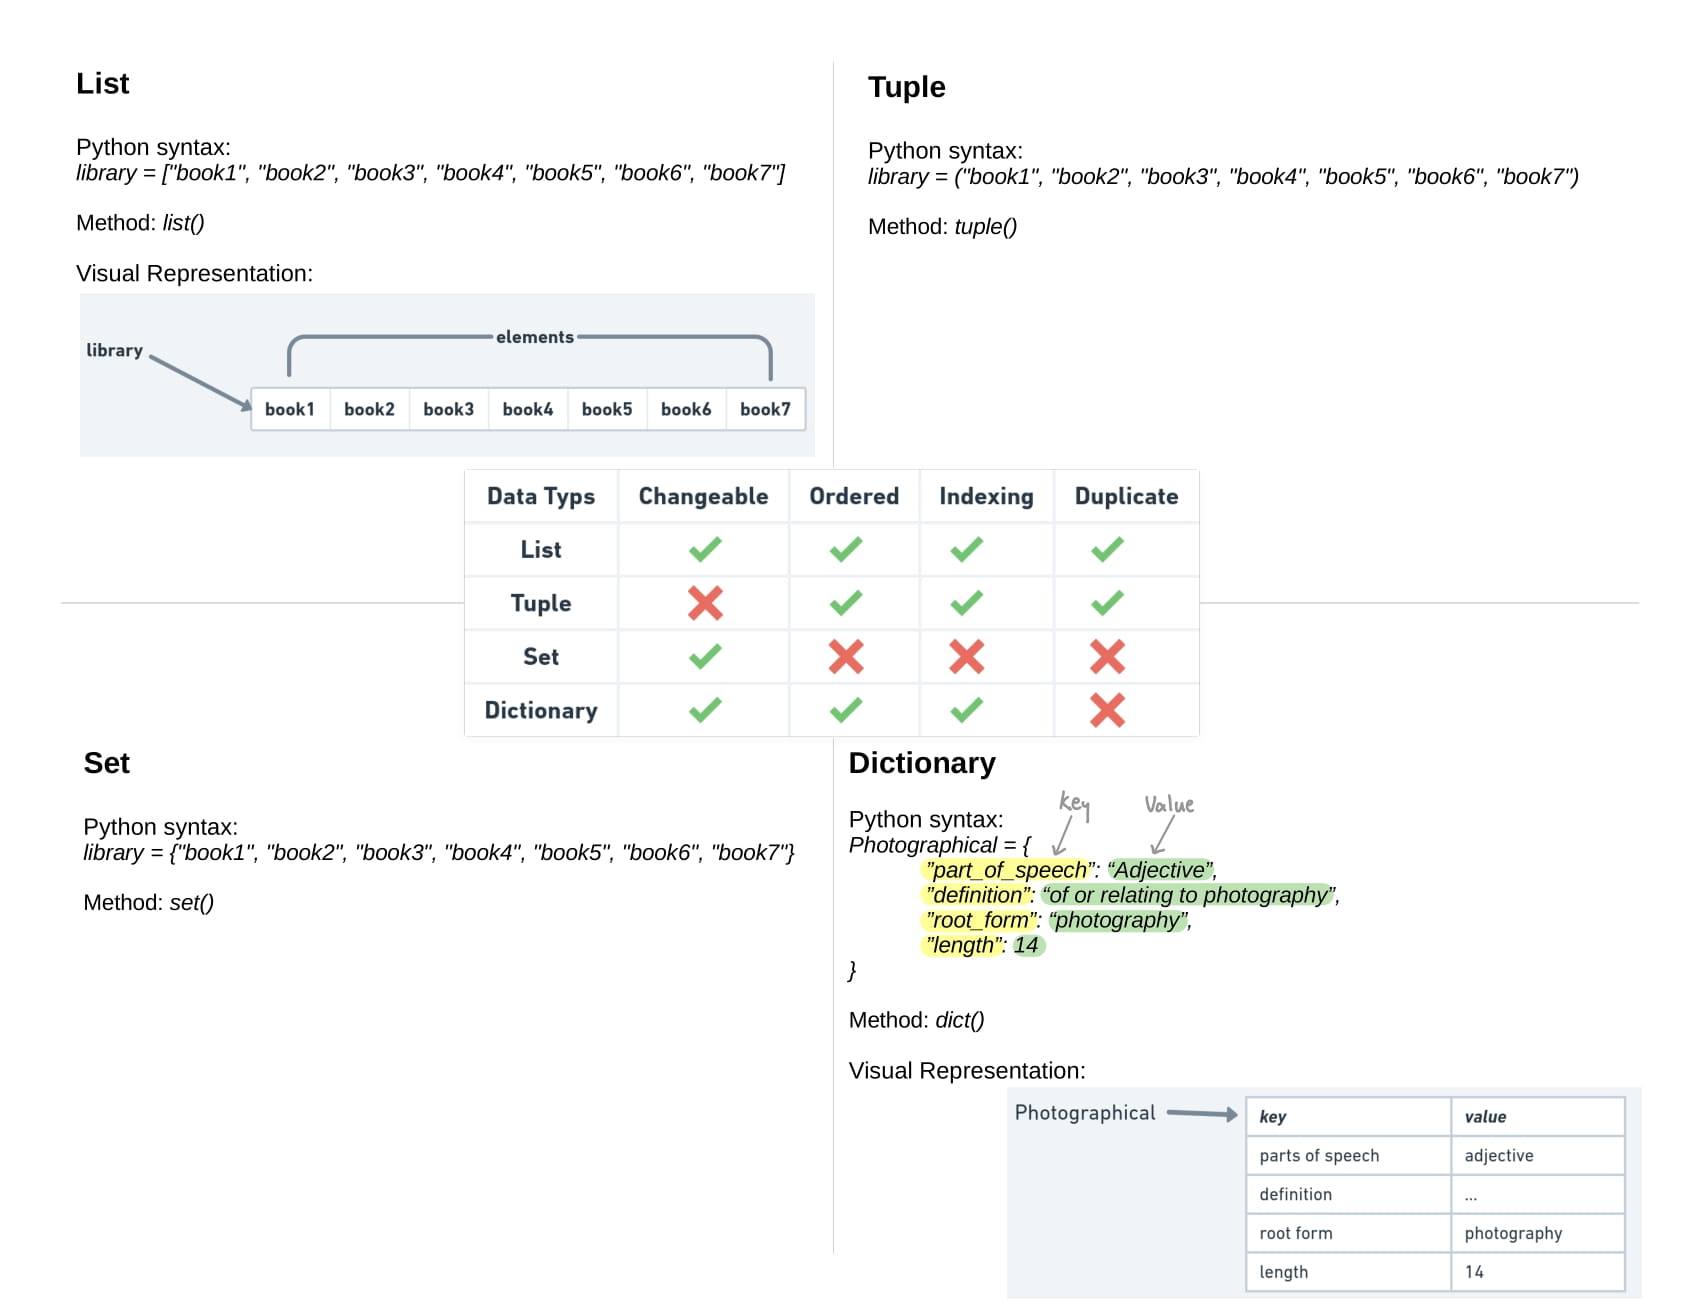 List
Python syntax:
library = ["book1", "book2", "book3", "book4", "book5", "book6", "book7"]
Method: list()
Visual Representation:
elements
library
book1 book2 book3 book4 book5 book6 book7
Tuple
Python syntax:
library = ("book1", "book2", "book3", "book4", "book5", "book6", "book7")
Method: tuple()
Data Typs Changeable Ordered Indexing Duplicate
List ✓ ✓ ✓ ✓
Tuple ✗ ✓ ✓ ✓
Set ✓ ✗ ✗ ✗
Dictionary ✓ ✓ ✓ ✗
Set
Python syntax:
library = {"book1", "book2", "book3", "book4", "book5", "book6", "book7"}
Method: set()
Dictionary
key Value
Python syntax:
Photographical = {
”part_of_speech”: “Adjective”,
”definition”: “of or relating to photography”,
”root_form”: “photography”,
”length”: 14
}
Method: dict()
Visual Representation:
Photographical
key value
parts of speech adjective
definition ...
root form photography
length 14